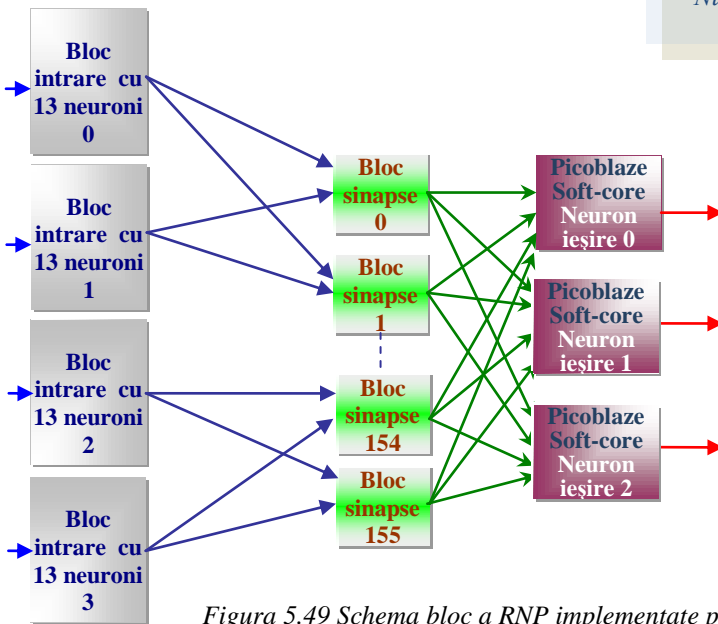 Bloc
intrare cu
13 neuroni
0
Bloc
intrare cu
13 neuroni
1
Bloc
intrare cu
13 neuroni
2
Bloc
intrare cu
13 neuroni
3
Bloc
sinapse
0
Bloc
sinapse
1
Bloc
sinapse
154
Bloc
sinapse
155
Picoblaze
Soft-core
Neuron
ieșire 0
Picoblaze
Soft-core
Neuron
ieșire 1
Picoblaze
Soft-core
Neuron
ieșire 2
Figura 5.49 Schema bloc a RNP implementate p